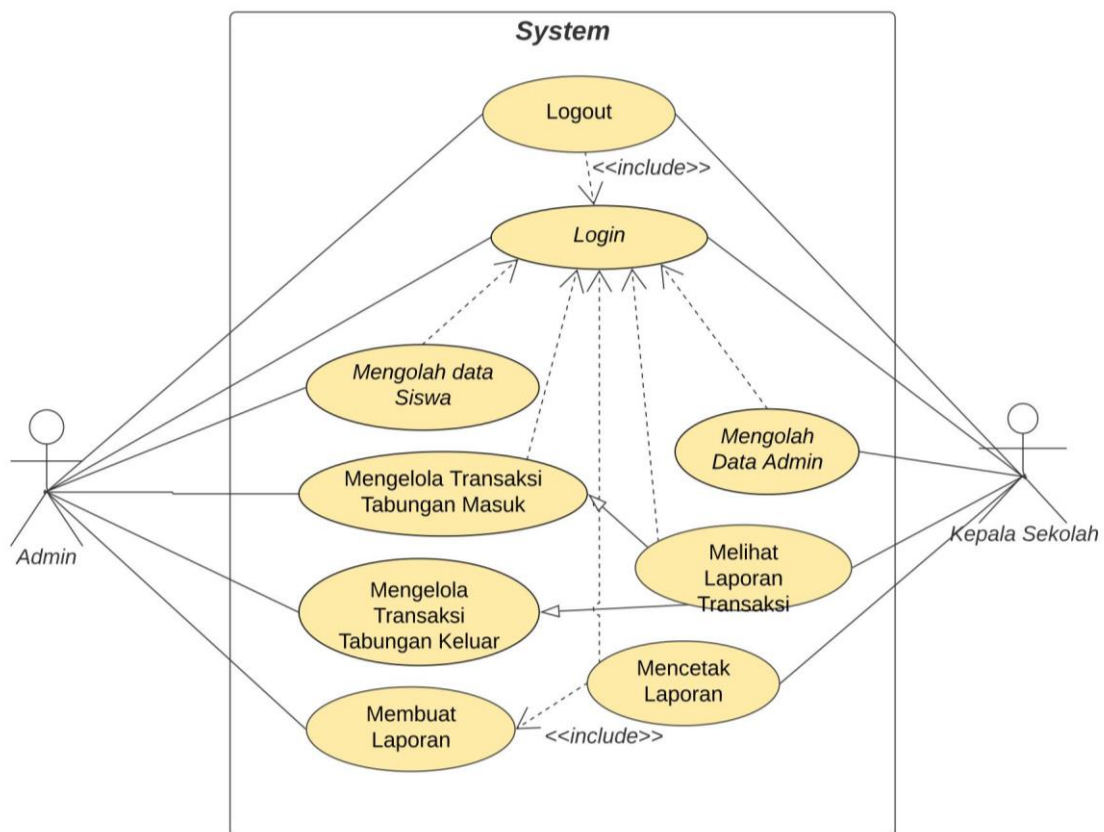 System
Logout
<<include>>
Login
Mengolah data
Siswa
Mengolah
Data Admin
Mengelola Transaksi
Tabungan Masuk
Admin
Kepala Sekolah
Melihat
Laporan
Transaksi
Mengelola
Transaksi
Tabungan Keluar
Mencetak
Laporan
Membuat
Laporan
<<include>>